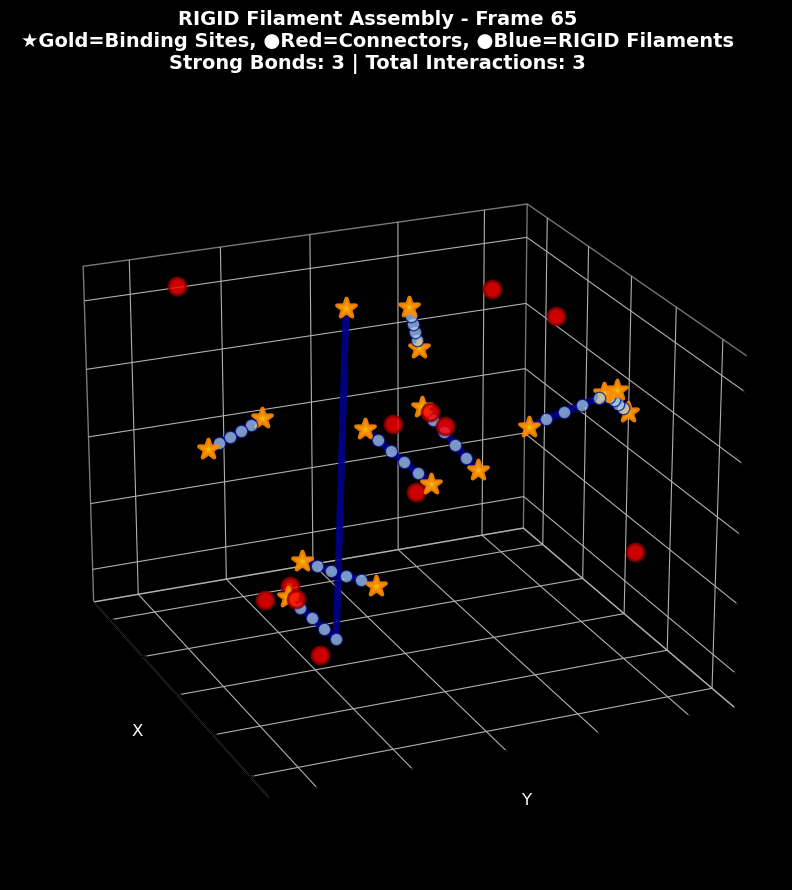 RIGID Filament Assembly - Frame 65
★Gold=Binding Sites, ●Red=Connectors, ●Blue=RIGID Filaments
Strong Bonds: 3 | Total Interactions: 3
X
Y